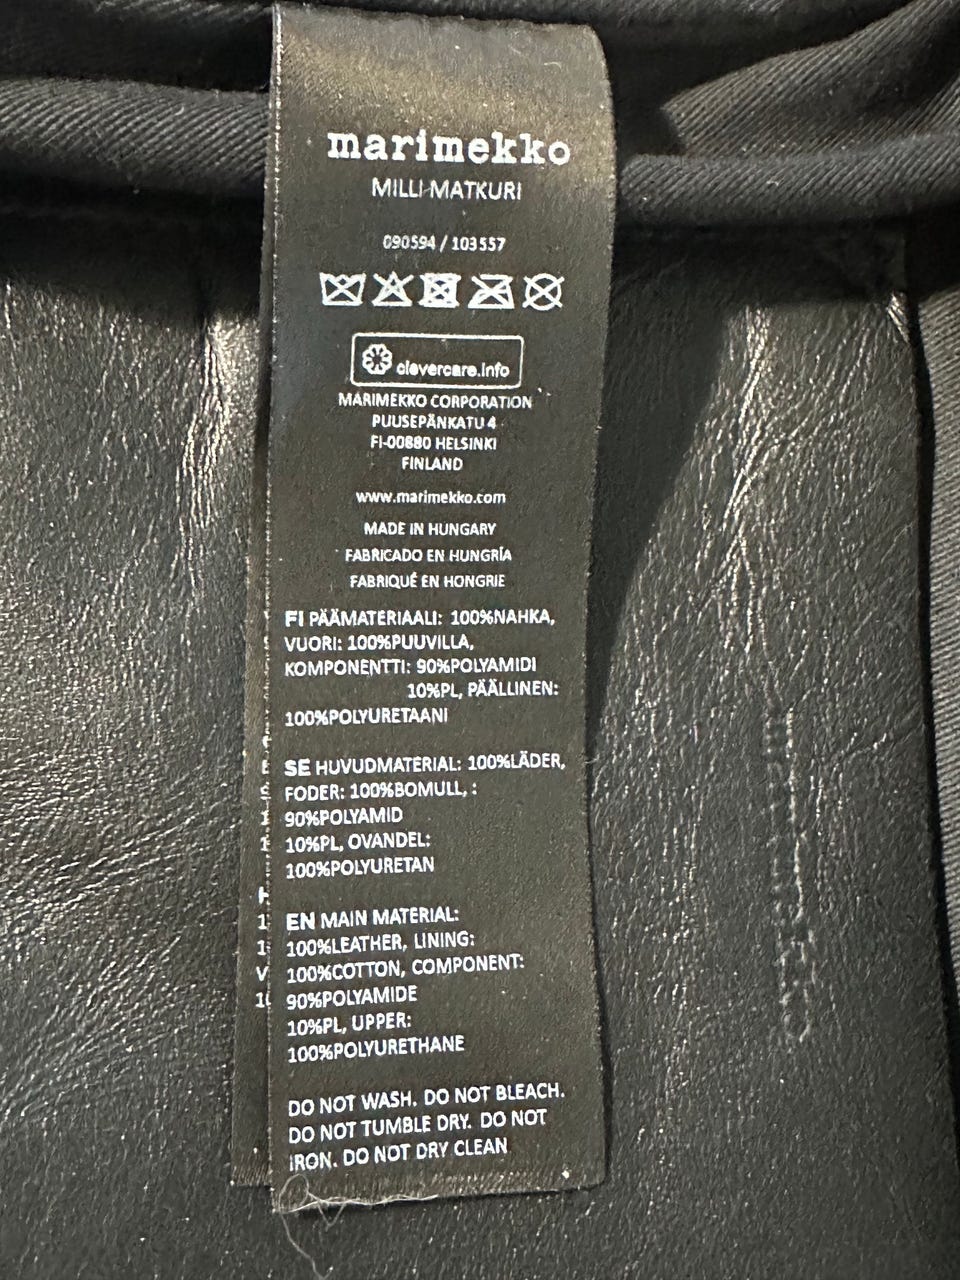 marimekko
MILLI-MATKURI
090594 / 103557
clevercare.info
MARIMEKKO CORPORATION
PUUSEPÄNKATU 4
FI-00880 HELSINKI
FINLAND
www.marimekko.com
MADE IN HUNGARY
FABRICADO EN HUNGRÍA
FABRIQUÉ EN HONGRIE
FI PÄÄMATERIAALI: 100%NAHKA,
VUORI: 100%PUUVILLA,
KOMPONENTTI: 90%POLYAMIDI
10%PL, PÄÄLLINEN:
100%POLYURETAANI
SE HUVUDMATERIAL: 100%LÄDER,
FODER: 100%BOMULL, :
90%POLYAMID
10%PL, OVANDEL:
100%POLYURETAN
EN MAIN MATERIAL:
100%LEATHER, LINING:
100%COTTON, COMPONENT:
90%POLYAMIDE
10%PL, UPPER:
100%POLYURETHANE
DO NOT WASH. DO NOT BLEACH.
DO NOT TUMBLE DRY. DO NOT
IRON. DO NOT DRY CLEAN